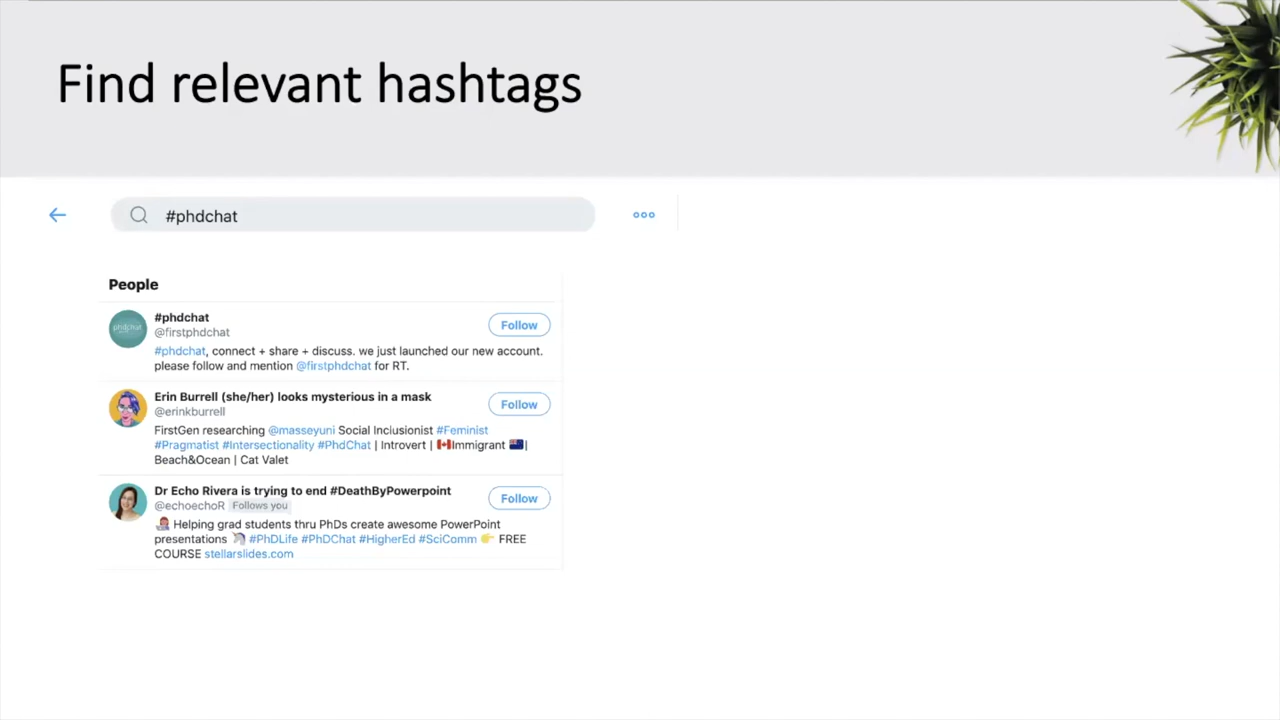 Find relevant hashtags
#phdchat
People
phdchat
#phdchat
@firstphdchat
Follow
#phdchat, connect + share + discuss. we just launched our new account.
please follow and mention @firstphdchat for RT.
Erin Burrell (she/her) looks mysterious in a mask
@erinkburrell
Follow
FirstGen researching @masseyuni Social Inclusionist #Feminist
#Pragmatist #Intersectionality #PhdChat | Introvert | 🇨🇦Immigrant 🇳🇿|
Beach&Ocean | Cat Valet
Dr Echo Rivera is trying to end #DeathByPowerpoint
@echoechoR Follows you
Follow
👩🏽‍💻 Helping grad students thru PhDs create awesome PowerPoint
presentations 🦄 #PhDLife #PhDChat #HigherEd #SciComm 👉 FREE
COURSE stellarslides.com